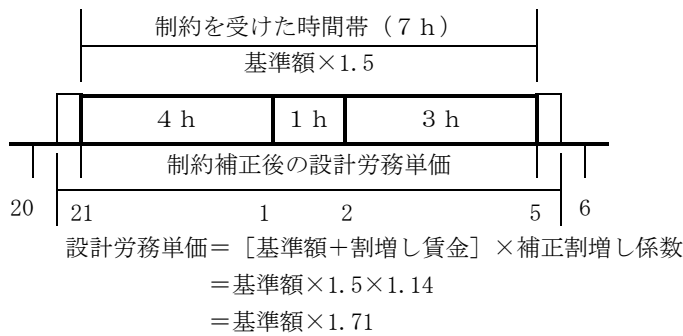 制約を受けた時間帯（７ｈ）
基準額×1.5
４ｈ １ｈ ３ｈ
制約補正後の設計労務単価
20 21 1 2 5 6
設計労務単価＝［基準額＋割増し賃金］×補正割増し係数
＝基準額×1.5×1.14
＝基準額×1.71